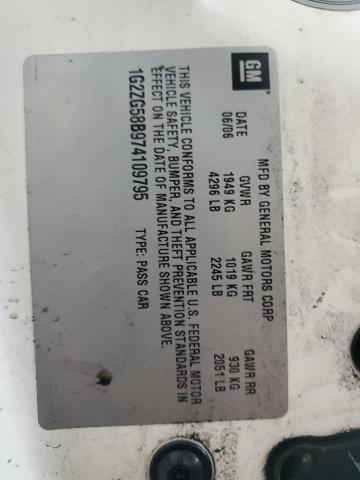 GM
MFD BY GENERAL MOTORS CORP
DATE GVWR GAWR FRT GAWR RR
06/06 1949 KG 1019 KG 930 KG
4296 LB 2245 LB 2051 LB
THIS VEHICLE CONFORMS TO ALL APPLICABLE U.S. FEDERAL MOTOR
VEHICLE SAFETY, BUMPER, AND THEFT PREVENTION STANDARDS IN
EFFECT ON THE DATE OF MANUFACTURE SHOWN ABOVE.
1G2ZG58B974109795 TYPE: PASS CAR